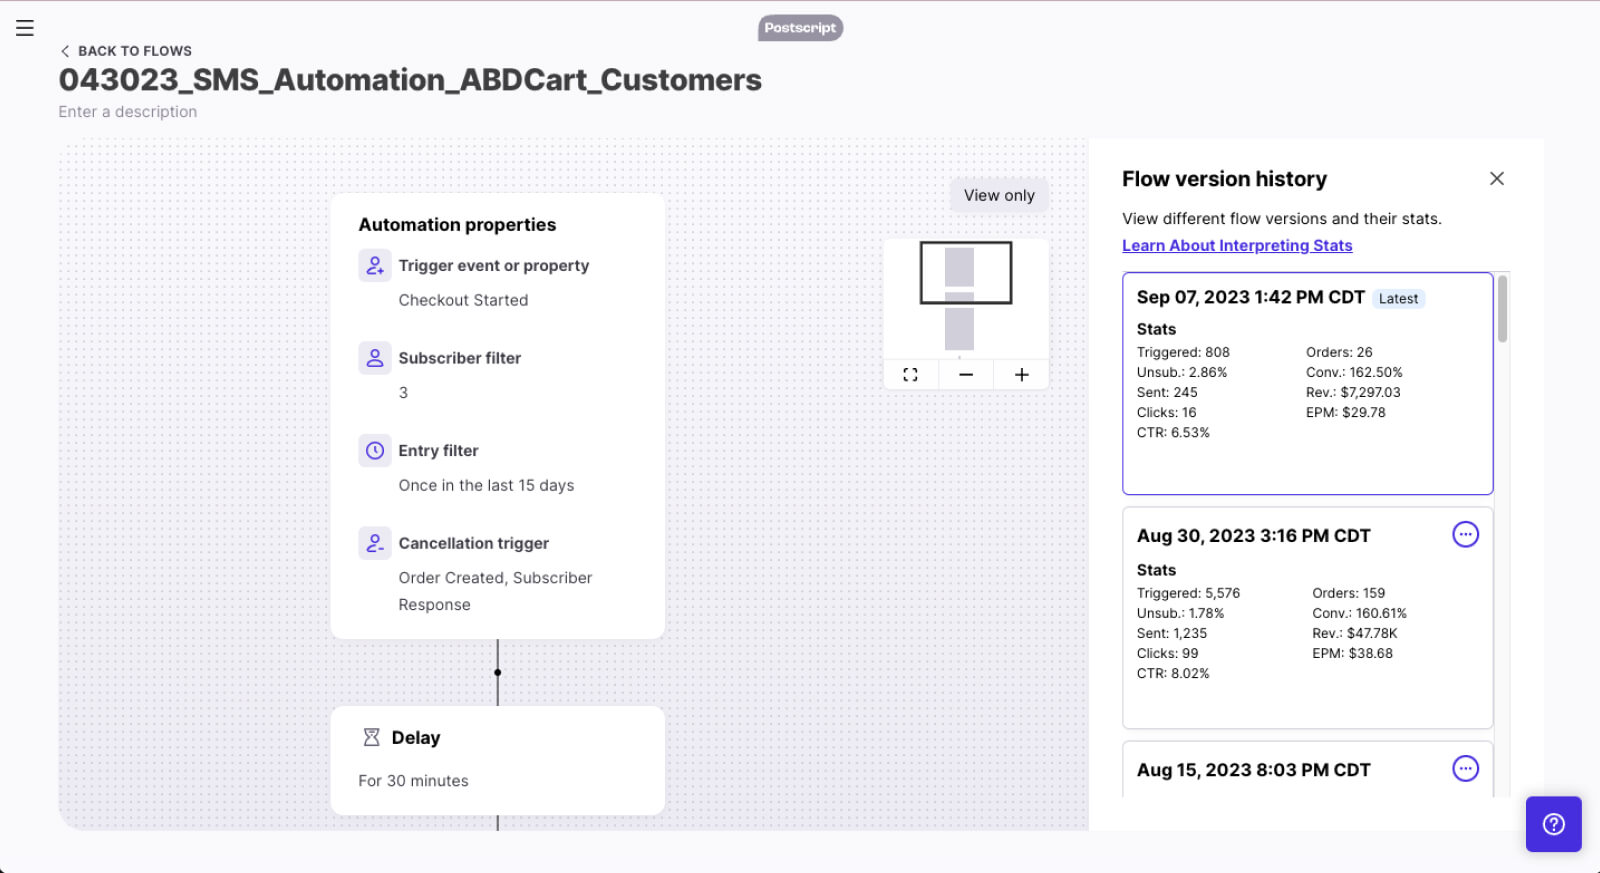 Postscript
BACK TO FLOWS
043023_SMS_Automation_ABDCart_Customers
Enter a description
Automation properties
Trigger event or property
Checkout Started
Subscriber filter
3
Entry filter
Once in the last 15 days
Cancellation trigger
Order Created, Subscriber
Response
Delay
For 30 minutes
View only
Flow version history
View different flow versions and their stats.
Learn About Interpreting Stats
Sep 07, 2023 1:42 PM CDT Latest
Stats
Triggered: 808
Unsub.: 2.86%
Sent: 245
Clicks: 16
CTR: 6.53%
Orders: 26
Conv.: 162.50%
Rev.: $7,297.03
EPM: $29.78
Aug 30, 2023 3:16 PM CDT
Stats
Triggered: 5,576
Unsub.: 1.78%
Sent: 1,235
Clicks: 99
CTR: 8.02%
Orders: 159
Conv.: 160.61%
Rev.: $47.78K
EPM: $38.68
Aug 15, 2023 8:03 PM CDT